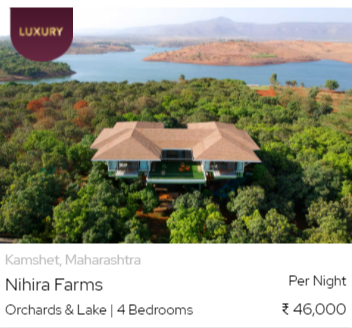 LUXURY
Kamshet, Maharashtra
Nihira Farms
Per Night
Orchards & Lake | 4 Bedrooms
₹ 46,000